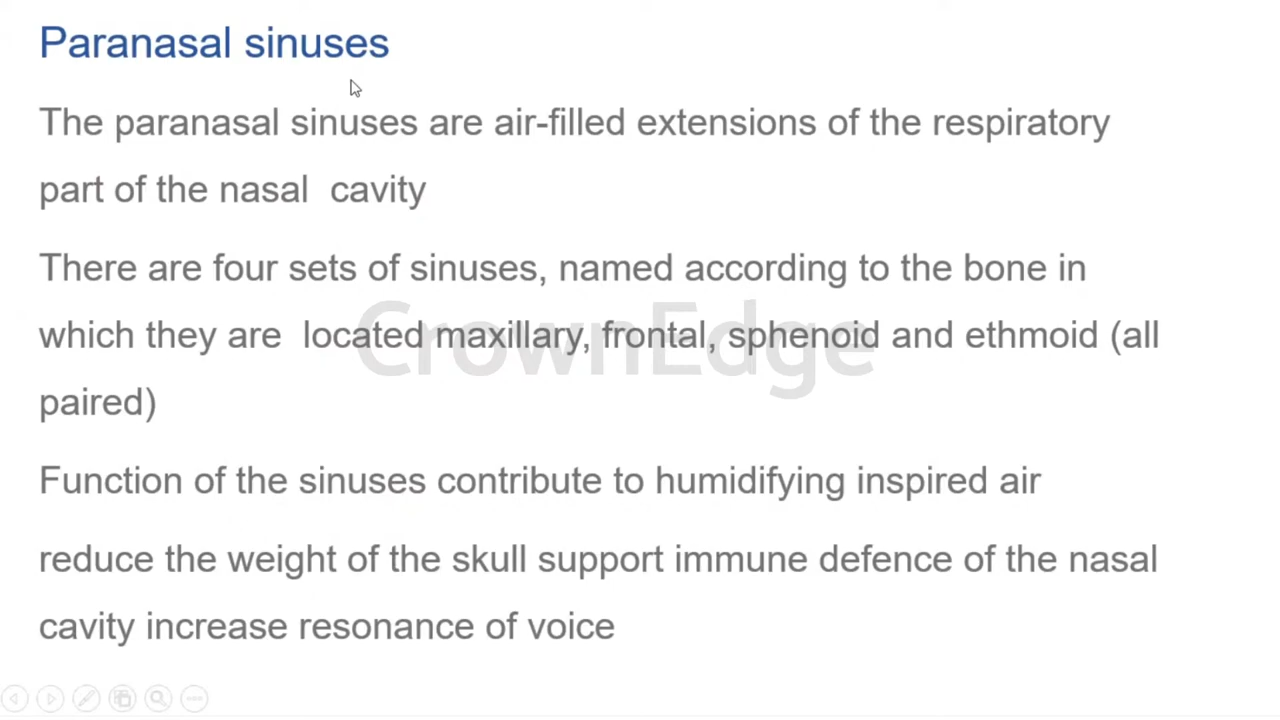 Paranasal sinuses
The paranasal sinuses are air-filled extensions of the respiratory
part of the nasal  cavity
There are four sets of sinuses, named according to the bone in
which they are  located maxillary, frontal, sphenoid and ethmoid (all
paired)
CrownEdge
Function of the sinuses contribute to humidifying inspired air
reduce the weight of the skull support immune defence of the nasal
cavity increase resonance of voice